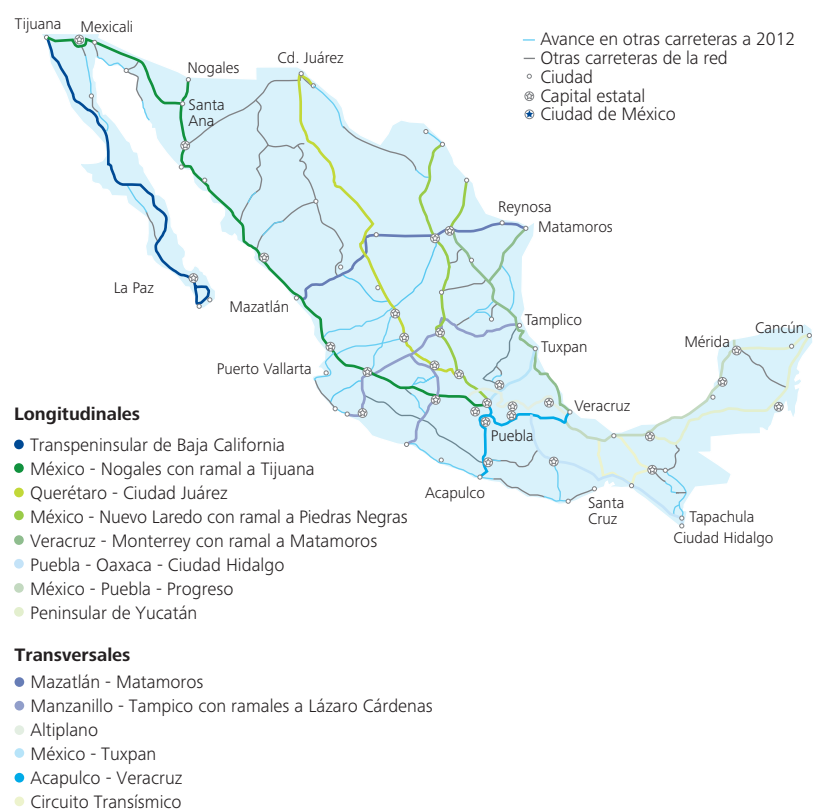 Tijuana
Mexicali
Nogales
Cd. Juárez
Santa
Ana
Avance en otras carreteras a 2012
Otras carreteras de la red
Ciudad
Capital estatal
Ciudad de México
Reynosa
Matamoros
La Paz
Mazatlán
Tampico
Tuxpan
Mérida
Cancún
Puerto Vallarta
Veracruz
Puebla
Acapulco
Santa
Cruz
Tapachula
Ciudad Hidalgo
Longitudinales
Transpeninsular de Baja California
México - Nogales con ramal a Tijuana
Querétaro - Ciudad Juárez
México - Nuevo Laredo con ramal a Piedras Negras
Veracruz - Monterrey con ramal a Matamoros
Puebla - Oaxaca - Ciudad Hidalgo
México - Puebla - Progreso
Peninsular de Yucatán
Transversales
Mazatlán - Matamoros
Manzanillo - Tampico con ramales a Lázaro Cárdenas
Altiplano
México - Tuxpan
Acapulco - Veracruz
Circuito Transísmico